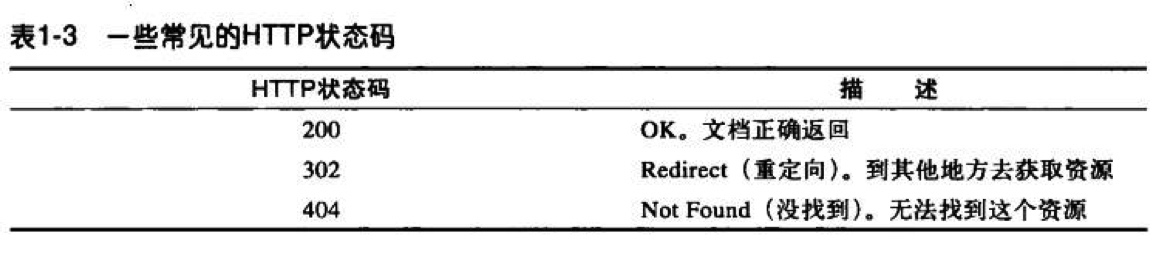 表1-3 一些常见的HTTP状态码
HTTP状态码 描 述
200 OK。文档正确返回
302 Redirect（重定向）。到其他地方去获取资源
404 Not Found（没找到）。无法找到这个资源